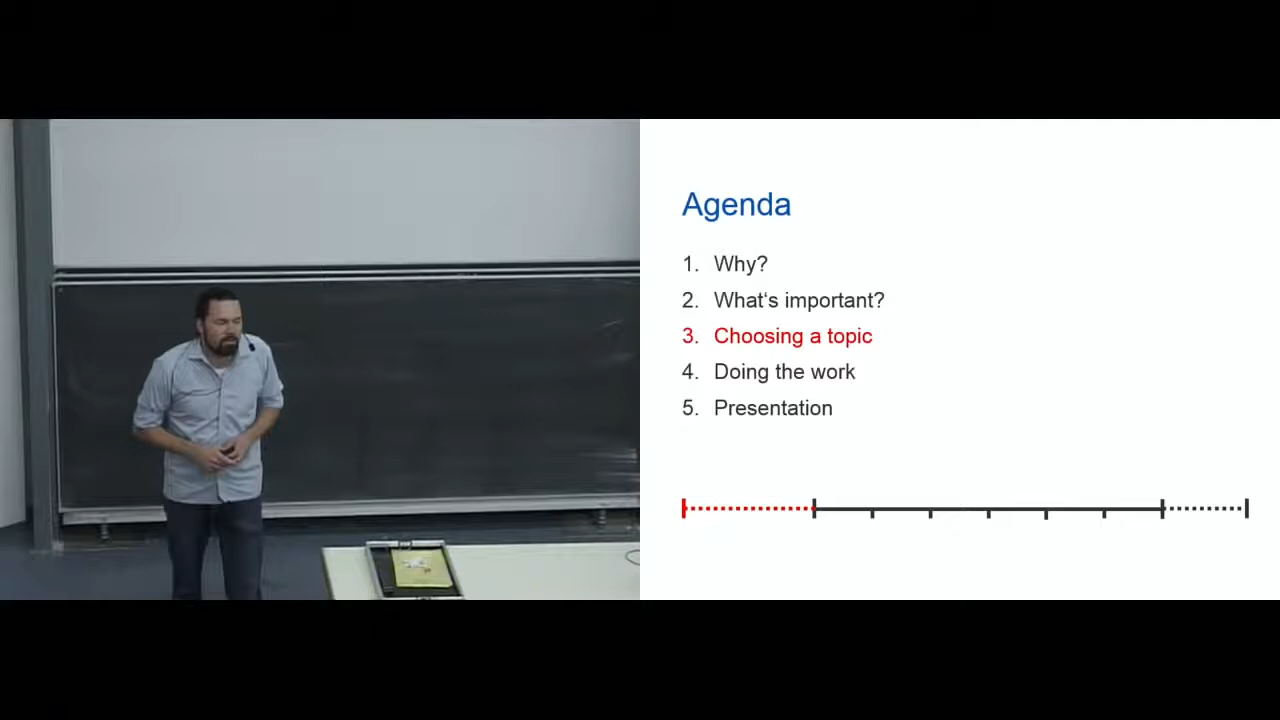 Agenda
1. Why?
2. What‘s important?
3. Choosing a topic
4. Doing the work
5. Presentation